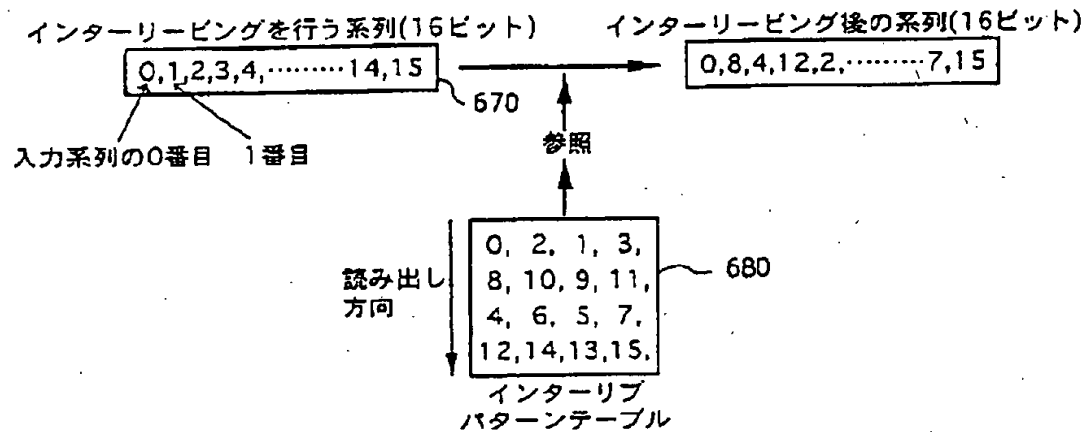 インターリービングを行う系列(16ビット)
インターリービング後の系列(16ビット)
0,1,2,3,4,………14,15
0,8,4,12,2,………7,15
670
入力系列の0番目 1番目
参照
0, 2, 1, 3,
8, 10, 9, 11,
4, 6, 5, 7,
12,14,13,15,
680
読み出し
方向
インターリブ
パターンテーブル